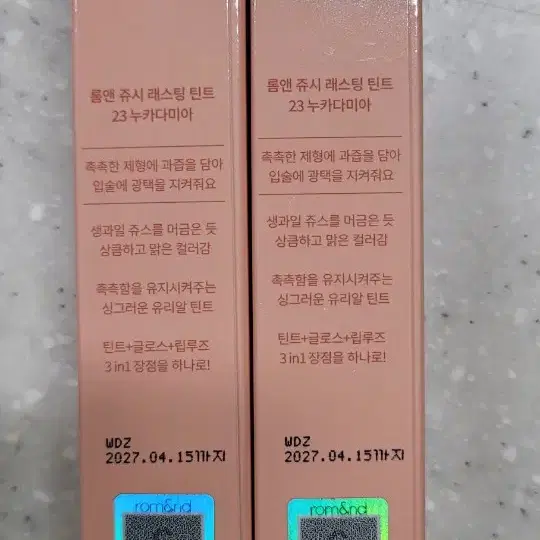 롬앤 쥬시 래스팅 틴트
23 누카다미아
촉촉한 제형에 과즙을 담아
입술에 광택을 지켜줘요
생과일 쥬스를 머금은 듯
상큼하고 맑은 컬러감
촉촉함을 유지시켜주는
싱그러운 유리알 틴트
틴트+글로스+립루즈
3 in1 장점을 하나로!
WDZ
2027.04.15까지
rom&nd
롬앤 쥬시 래스팅 틴트
23 누카다미아
촉촉한 제형에 과즙을 담아
입술에 광택을 지켜줘요
생과일 쥬스를 머금은 듯
상큼하고 맑은 컬러감
촉촉함을 유지시켜주는
싱그러운 유리알 틴트
틴트+글로스+립루즈
3 in1 장점을 하나로!
WDZ
2027.04.15까지
rom&nd